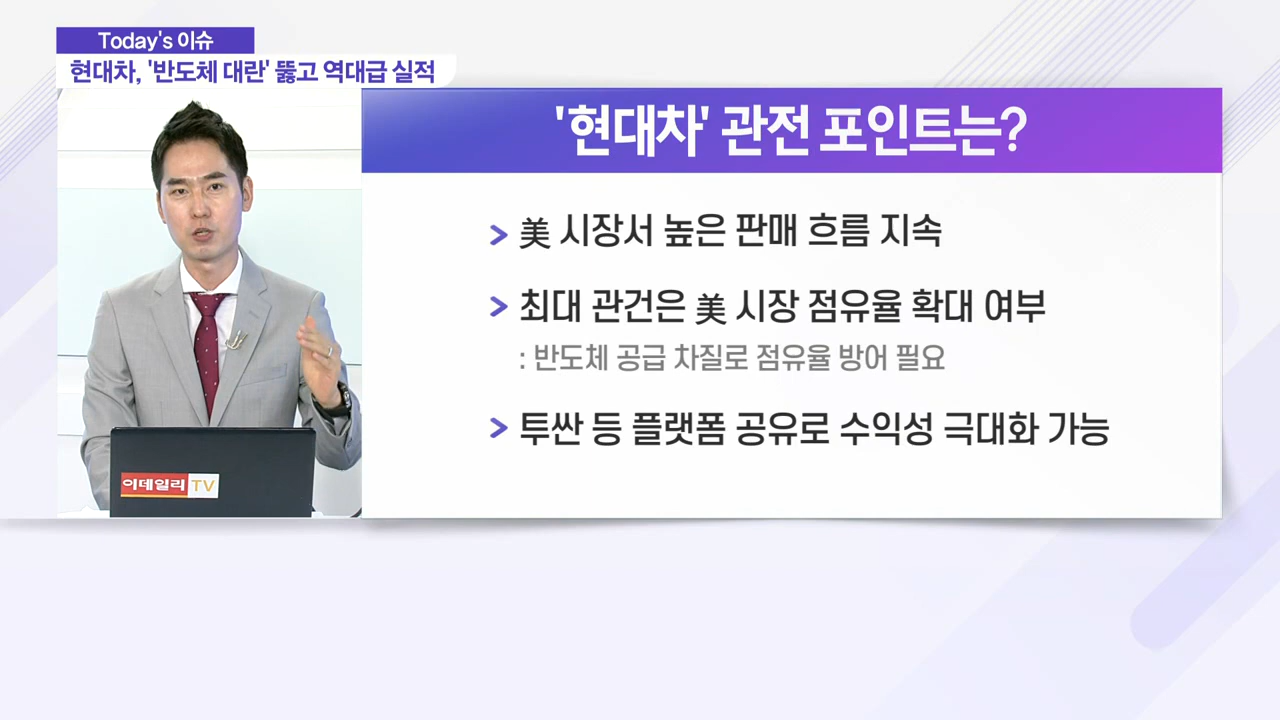 Today's 이슈
현대차, '반도체 대란' 뚫고 역대급 실적
'현대차' 관전 포인트는?
> 美 시장서 높은 판매 흐름 지속
> 최대 관건은 美 시장 점유율 확대 여부
: 반도체 공급 차질로 점유율 방어 필요
> 투싼 등 플랫폼 공유로 수익성 극대화 가능
이데일리 TV